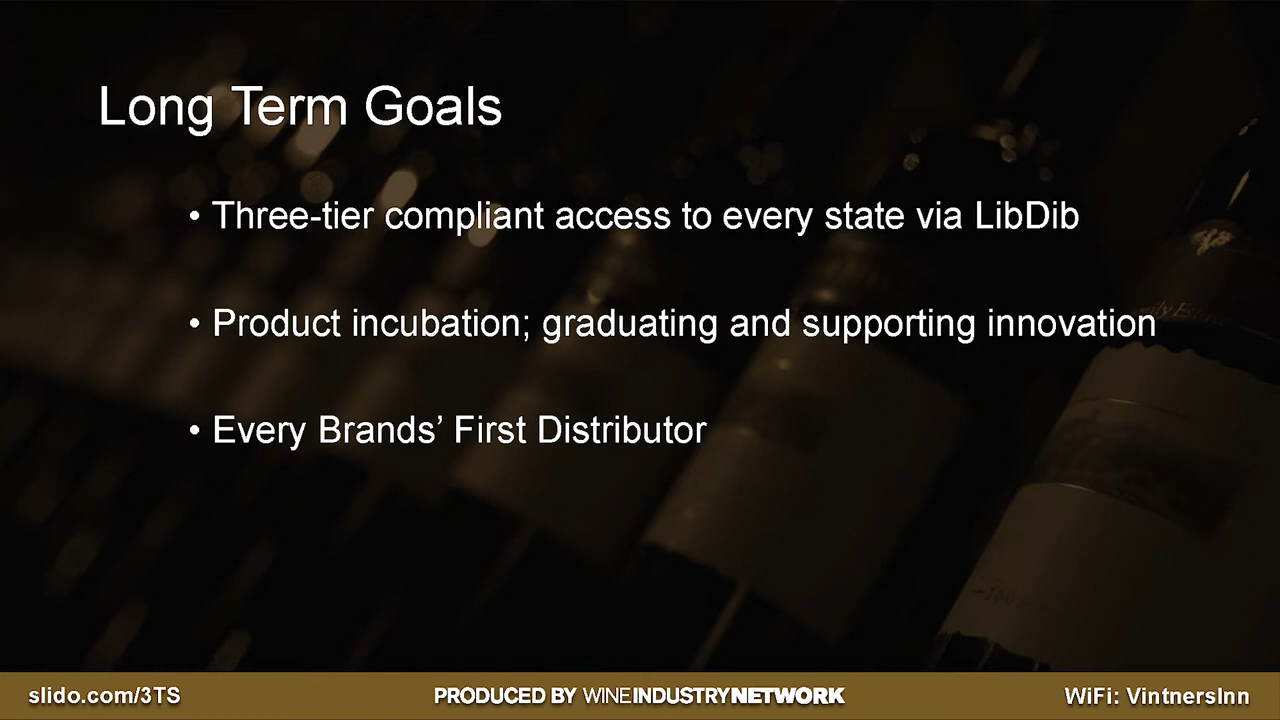 Long Term Goals
• Three-tier compliant access to every state via LibDib
• Product incubation; graduating and supporting innovation
• Every Brands’ First Distributor
slido.com/3TS
PRODUCED BY WINEINDUSTRYNETWORK
WiFi: VintnersInn